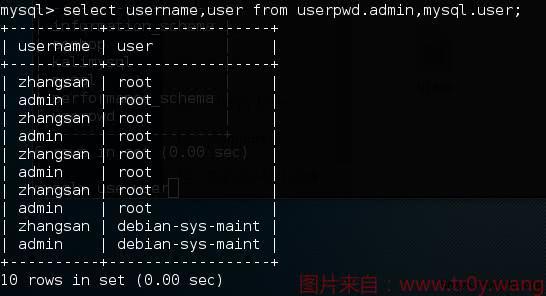 mysql> select username,user from userpwd.admin,mysql.user;
+----------+------------------+
| username | user             |
+----------+------------------+
| zhangsan | root             |
| admin    | root             |
| zhangsan | root             |
| admin    | root             |
| zhangsan | root             |
| admin    | root             |
| zhangsan | root             |
| admin    | root             |
| zhangsan | debian-sys-maint |
| admin    | debian-sys-maint |
+----------+------------------+
10 rows in set (0.00 sec)
图片来自：www.tr0y.wang